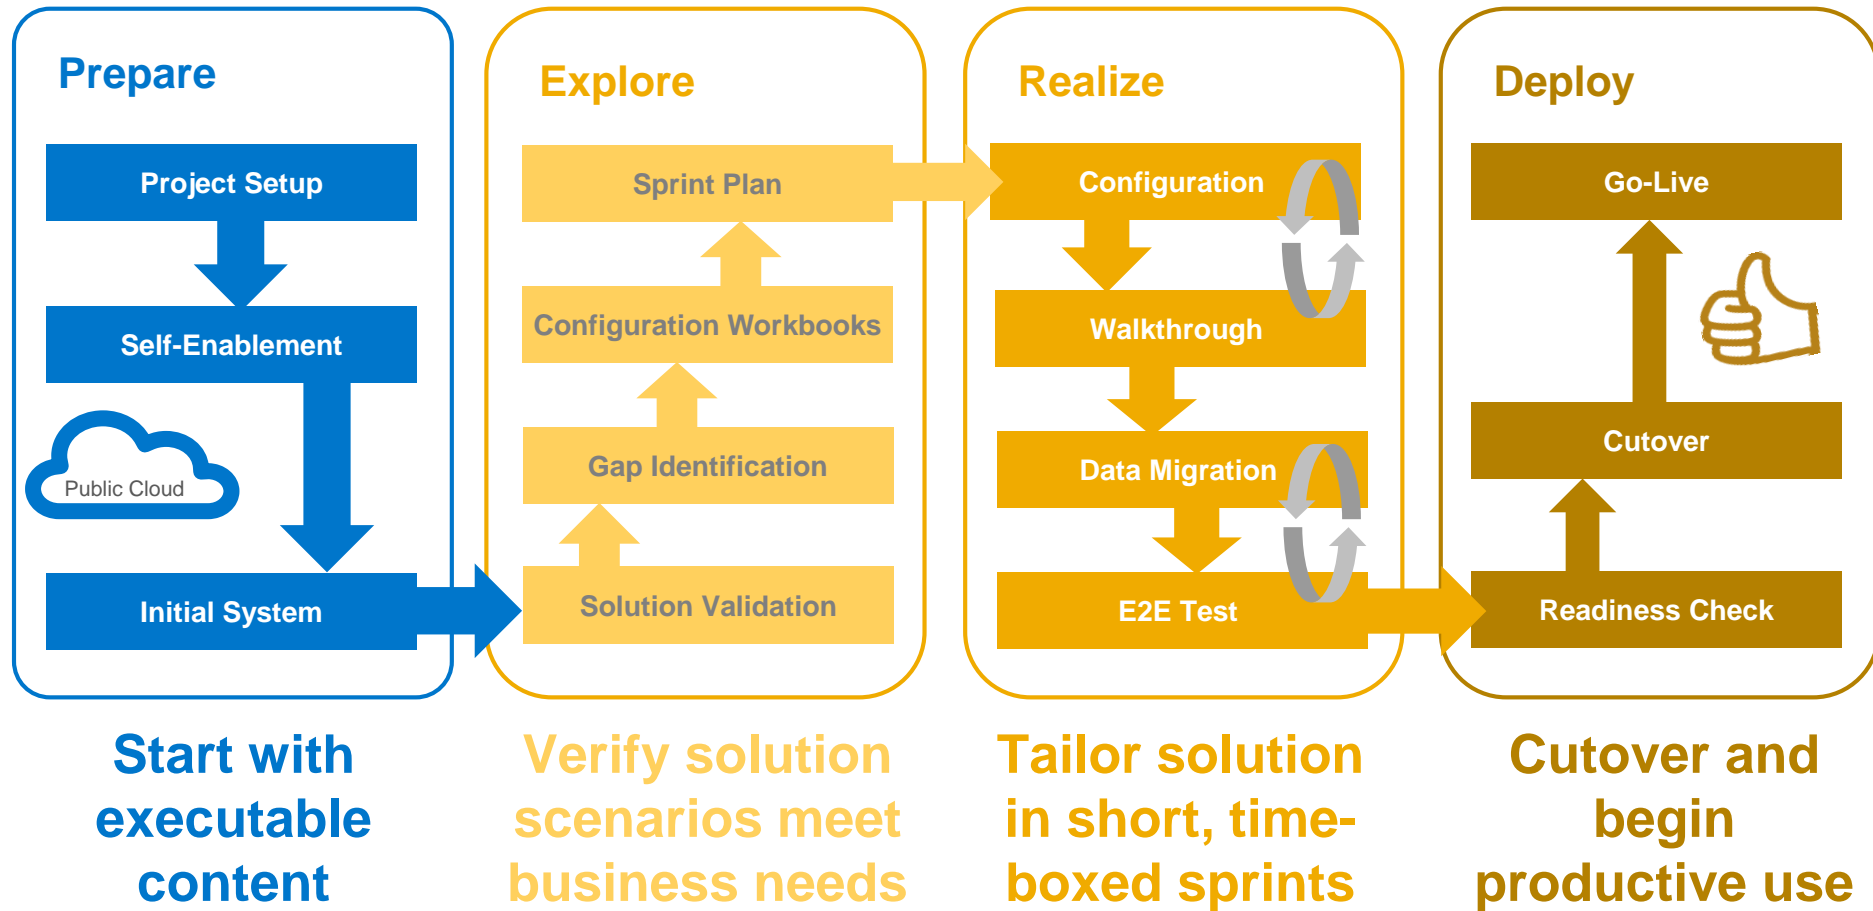 Prepare
Project Setup
Self-Enablement
Public Cloud
Initial System
Start with
executable
content
Explore
Sprint Plan
Configuration Workbooks
Gap Identification
Solution Validation
Verify solution
scenarios meet
business needs
Realize
Configuration
Walkthrough
Data Migration
E2E Test
Tailor solution
in short, time-
boxed sprints
Deploy
Go-Live
Cutover
Readiness Check
Cutover and
begin
productive use